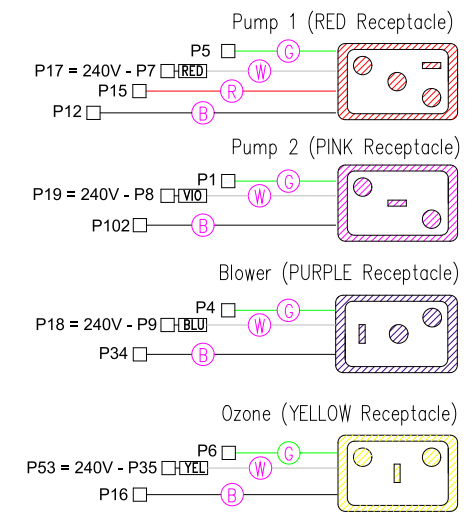 Pump 1 (RED Receptacle)
P5 G
P17 = 240V - P7 RED W
P15 R
P12 B
Pump 2 (PINK Receptacle)
P1 G
P19 = 240V - P8 VIO W
P102 B
Blower (PURPLE Receptacle)
P4 G
P18 = 240V - P9 BLU W
P34 B
Ozone (YELLOW Receptacle)
P6 G
P53 = 240V - P35 YEL W
P16 B